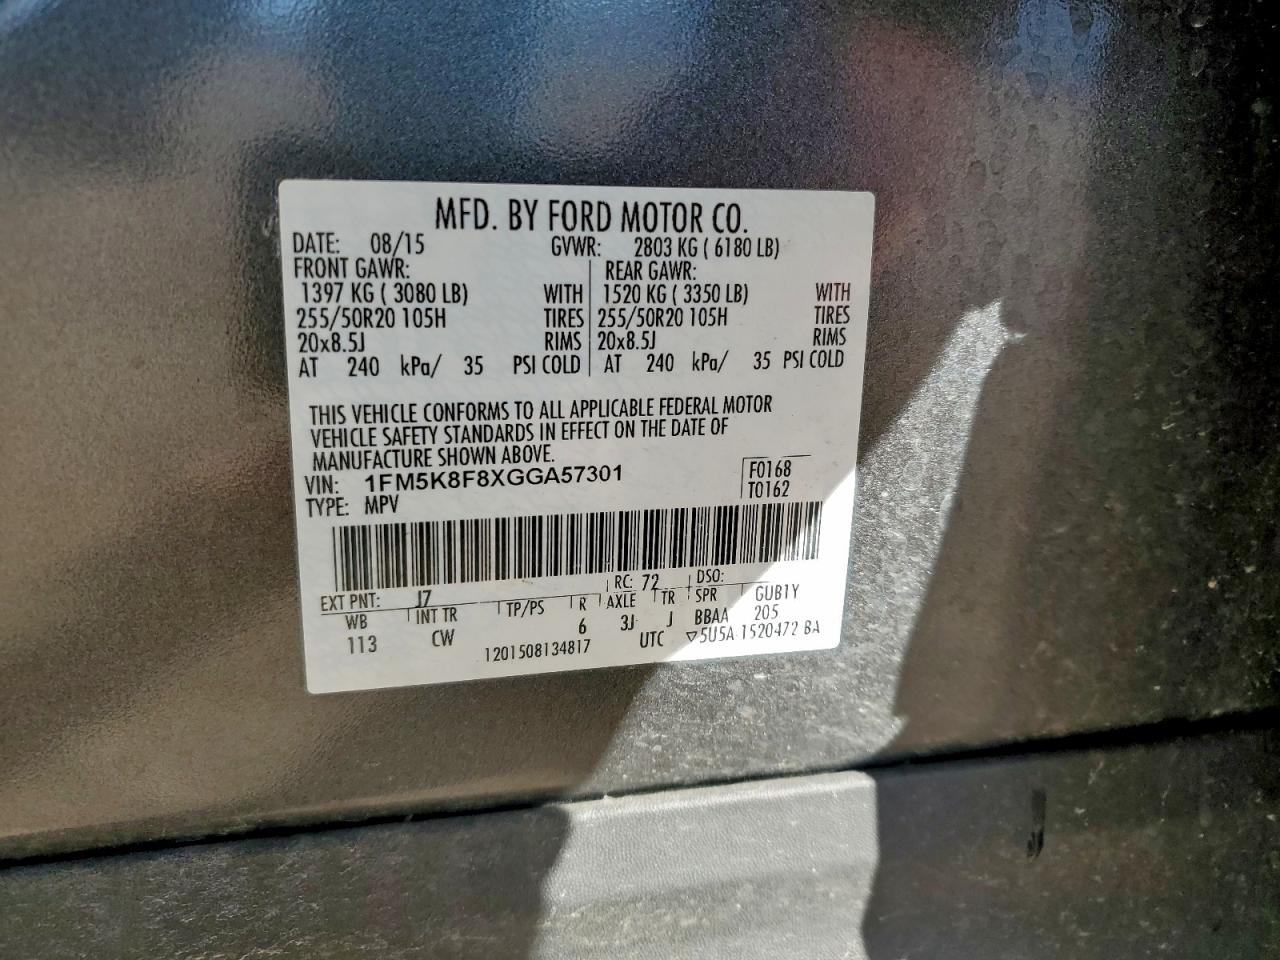 MFD. BY FORD MOTOR CO.
DATE: 08/15 GVWR: 2803 KG ( 6180 LB)
FRONT GAWR: REAR GAWR:
1397 KG ( 3080 LB) WITH 1520 KG ( 3350 LB) WITH
255/50R20 105H TIRES 255/50R20 105H TIRES
20x8.5J RIMS 20x8.5J RIMS
AT 240 kPa/ 35 PSI COLD AT 240 kPa/ 35 PSI COLD
THIS VEHICLE CONFORMS TO ALL APPLICABLE FEDERAL MOTOR
VEHICLE SAFETY STANDARDS IN EFFECT ON THE DATE OF
MANUFACTURE SHOWN ABOVE.
VIN: 1FM5K8F8XGGA57301 F0168
TYPE: MPV T0162
EXT PNT: J7 RC: 72 DSO:
WB INT TR TP/PS R AXLE TR SPR GUB1Y
113 CW 6 3J J BBAA 205
1201508134817 UTC ▽5U5A 1520472 BA